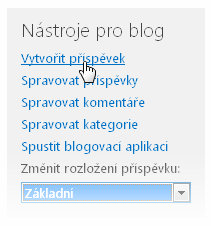 Nástroje pro blog
Vytvořit příspěvek
Spravovat příspěvky
Spravovat komentáře
Spravovat kategorie
Spustit blogovací aplikaci
Změnit rozložení příspěvku:
Základní